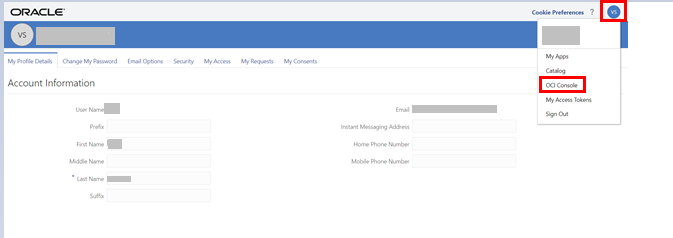 ORACLE
Cookie Preferences ? VS
VS
My Profile Details Change My Password Email Options Security My Access My Requests My Consents
My Apps
Catalog
OCI Console
My Access Tokens
Sign Out
Account Information
User Name Email
Prefix Instant Messaging Address
First Name Home Phone Number
Middle Name Mobile Phone Number
* Last Name
Suffix